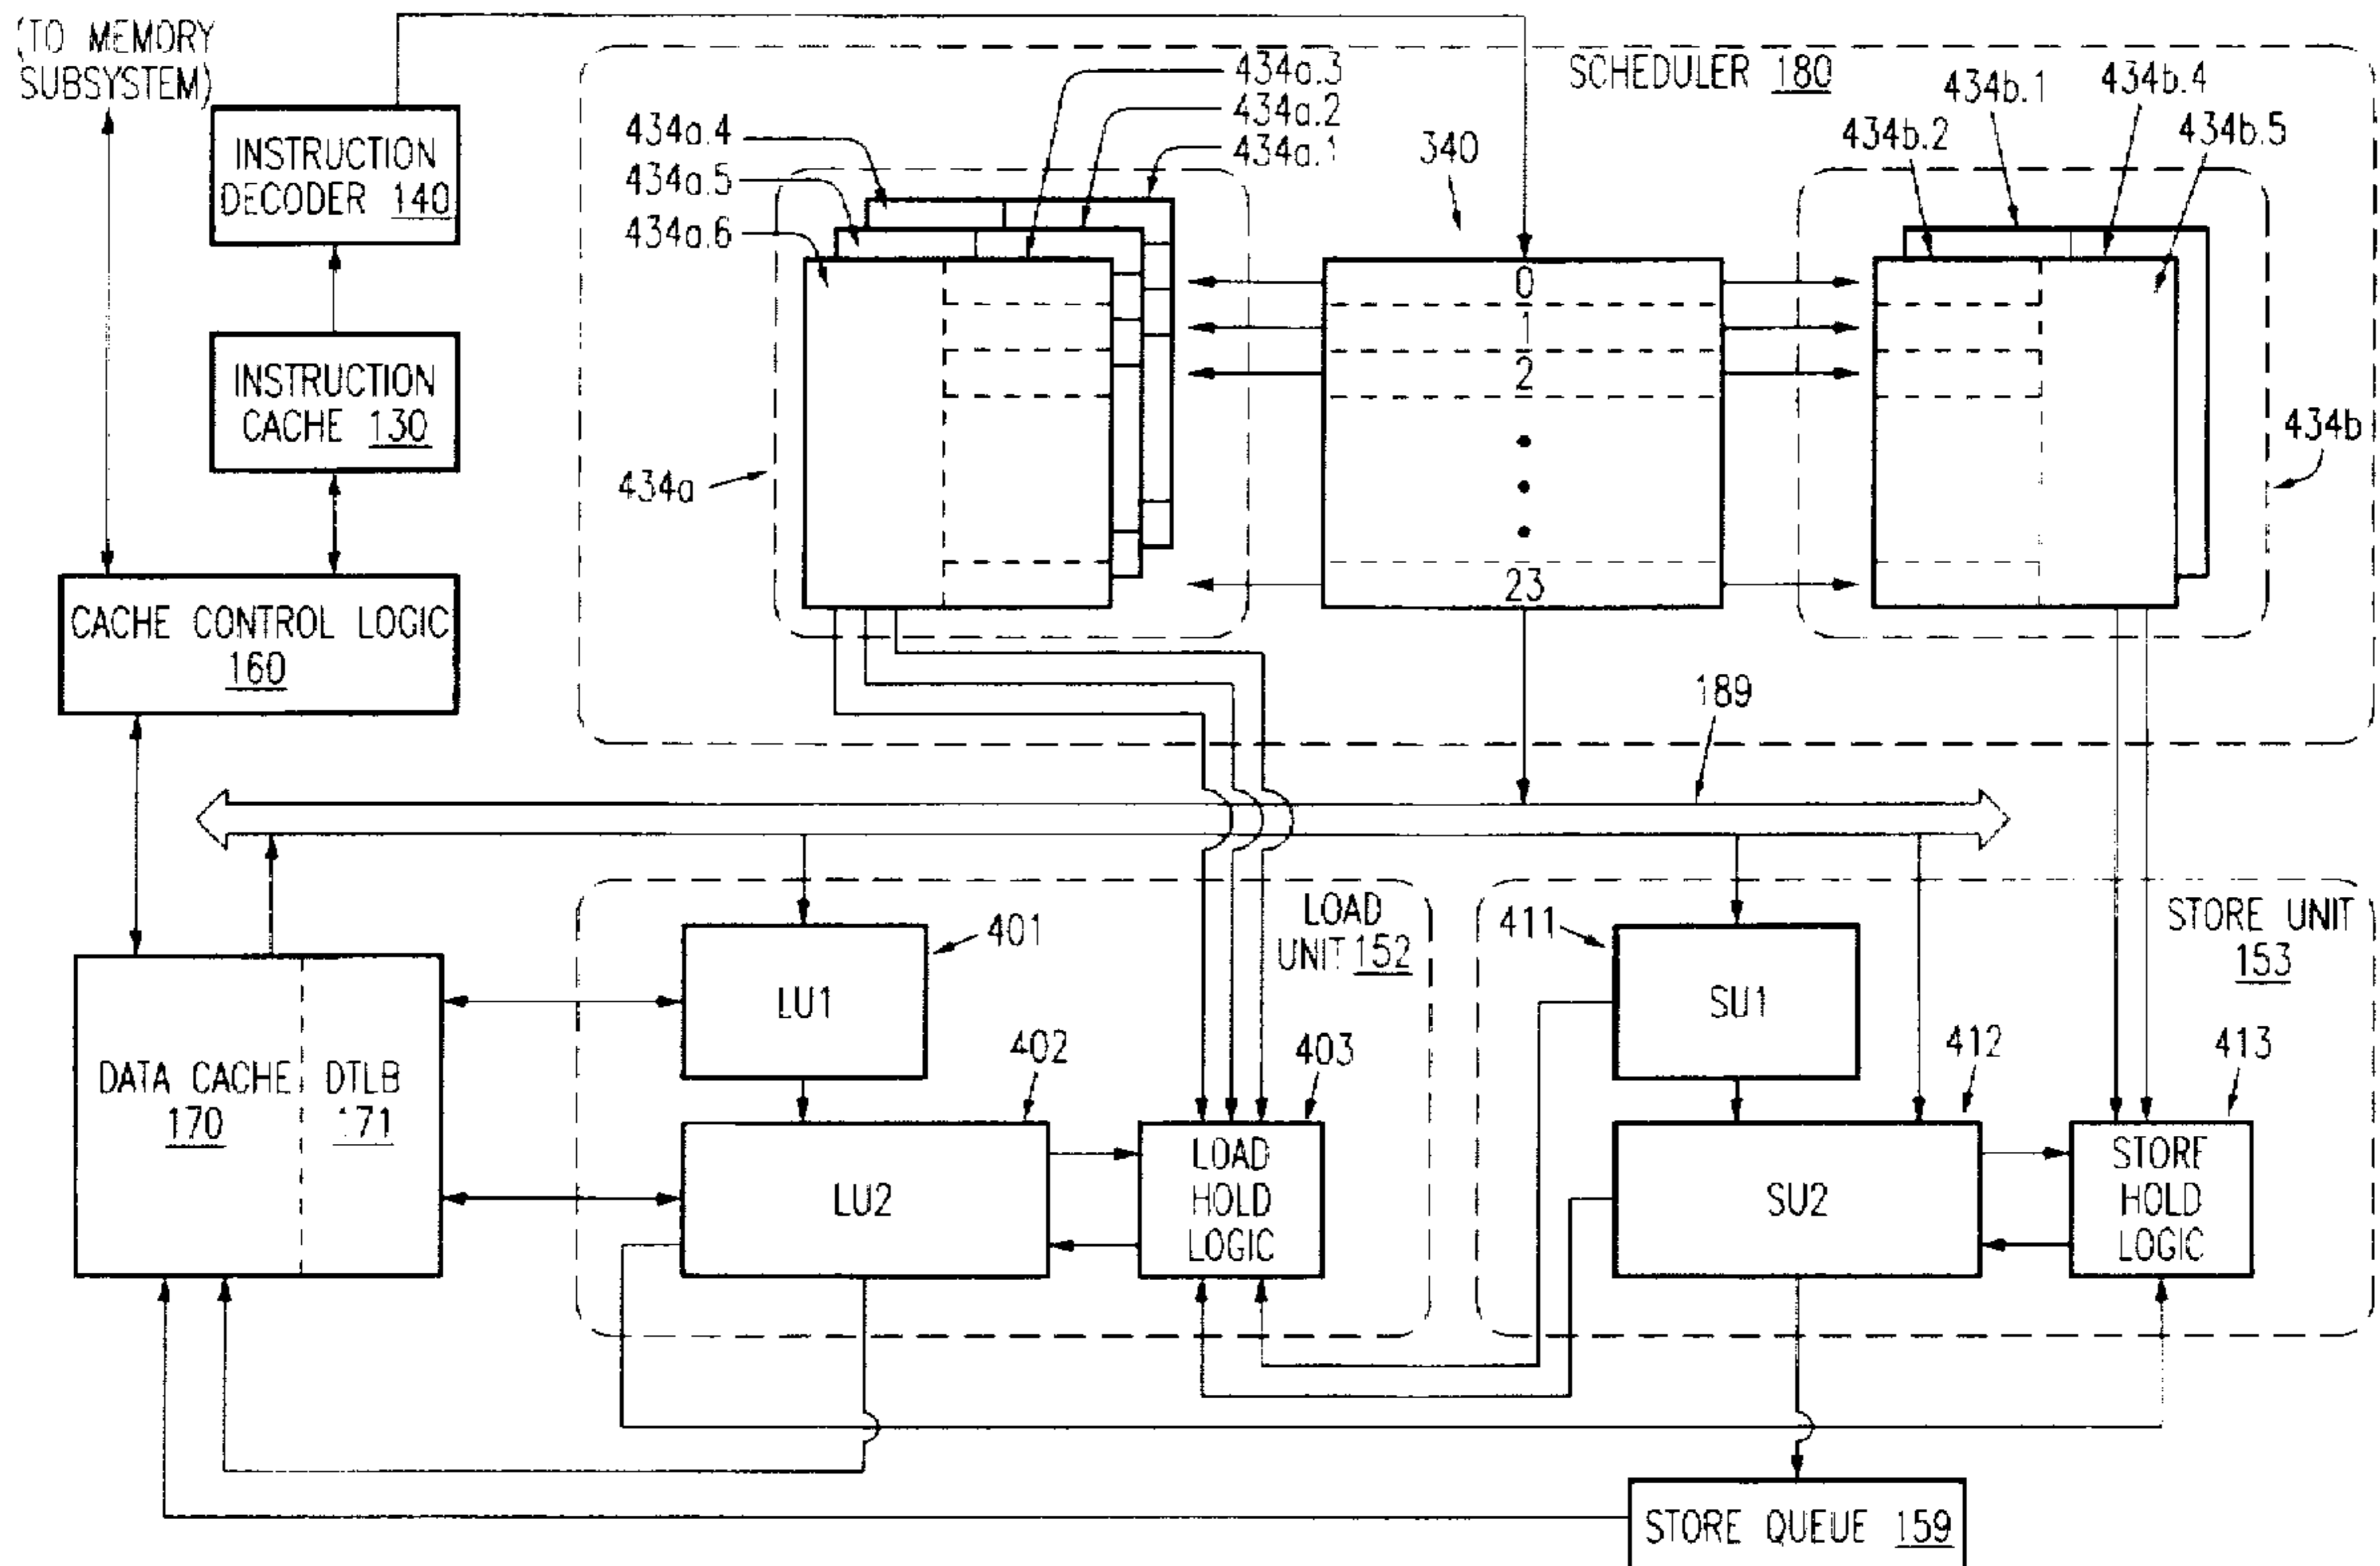 (TO MEMORY
SUBSYSTEM)
INSTRUCTION
DECODER 140
INSTRUCTION
CACHE 130
CACHE CONTROL LOGIC
160
SCHEDULER 180
434a.3
434a.2
434a.1
434a.4
434a.5
434a.6
434a
340
0
1
2
23
434b.1
434b.4
434b.2
434b.5
434b
189
DATA CACHE
170
DTLB
171
LOAD
UNIT 152
401
LU1
402
LU2
403
LOAD
HOLD
LOGIC
STORE UNIT
153
411
SU1
412
SU2
413
STORE
HOLD
LOGIC
STORE QUEUE 159